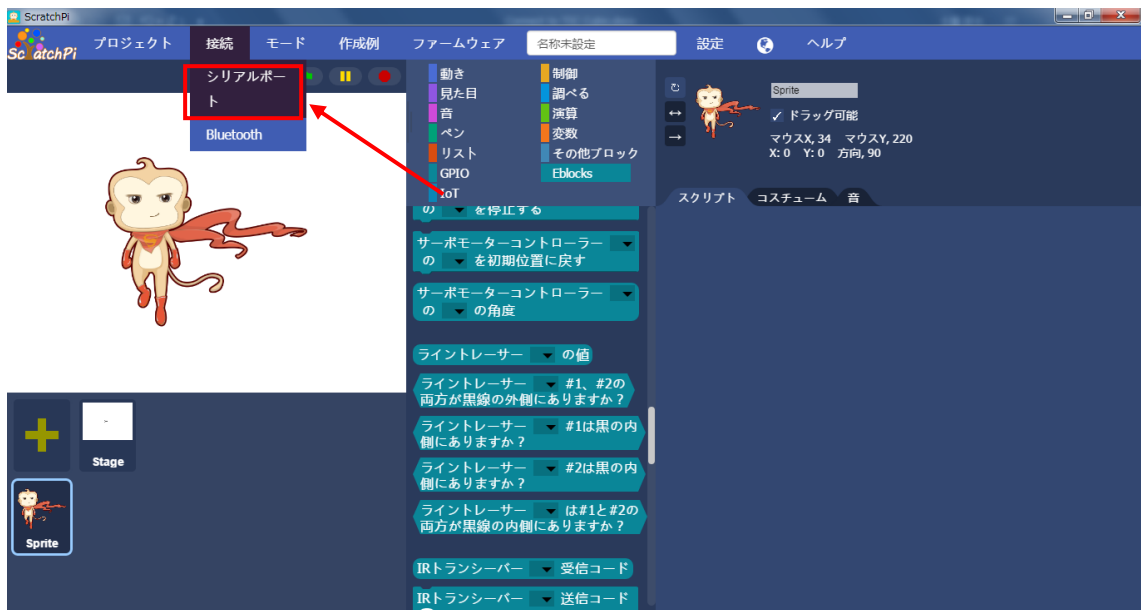 ScratchPi
ScratchPi
プロジェクト
接続
モード
作成例
ファームウェア
名称未設定
設定
ヘルプ
シリアルポー
ト
Bluetooth
動き
制御
見た目
調べる
音
演算
ペン
変数
リスト
その他ブロック
GPIO
Eblocks
IoT
Sprite
ドラッグ可能
マウスX, 34 マウスY, 220
X: 0 Y: 0 方向, 90
スクリプト
コスチューム
音
の を停止する
サーボモーターコントローラー
の を初期位置に戻す
サーボモーターコントローラー
の の角度
ライントレーサー の値
ライントレーサー #1、#2の
両方が黒線の外側にありますか？
ライントレーサー #1は黒の内
側にありますか？
ライントレーサー #2は黒の内
側にありますか？
ライントレーサー は#1と#2の
両方が黒線の内側にありますか？
IRトランシーバー 受信コード
IRトランシーバー 送信コード
Stage
Sprite